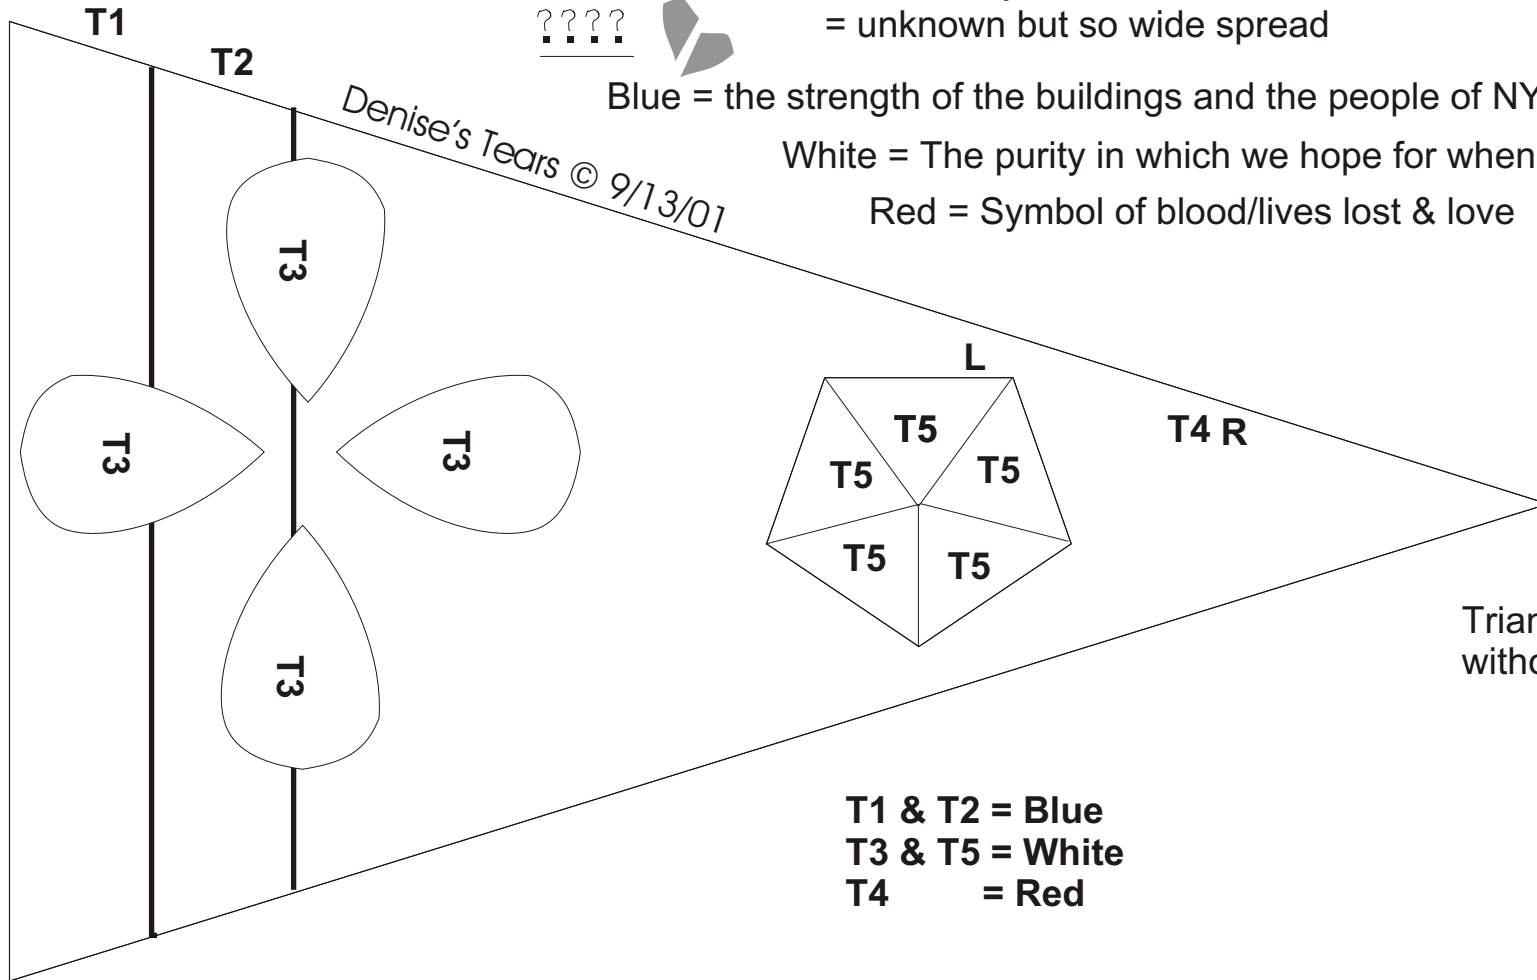 = unknown but so wide spread
????
Blue = the strength of the buildings and the people of NY
White = The purity in which we hope for when
Red = Symbol of blood/lives lost & love
Denise's Tears © 9/13/01
T1
T2
T3
T3
T3
T3
L
T5
T5
T5
T5
T5
T4 R
T1 & T2 = Blue
T3 & T5 = White
T4 = Red